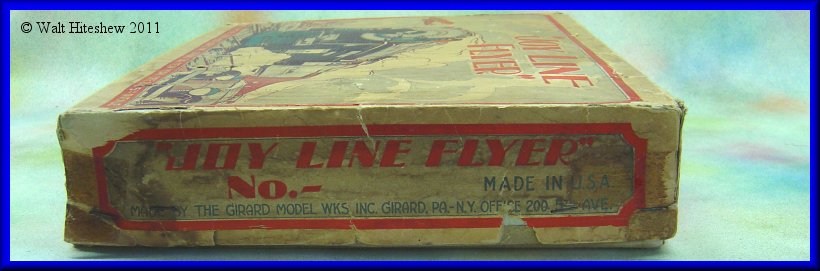 © Walt Hiteshew 2011
"JOY LINE
FLYER"
"JOY LINE FLYER"
No.-
MADE IN U.S.A.
MADE BY THE GIRARD MODEL WKS INC. GIRARD, PA.-N.Y. OFFICE 200 5TH AVE.